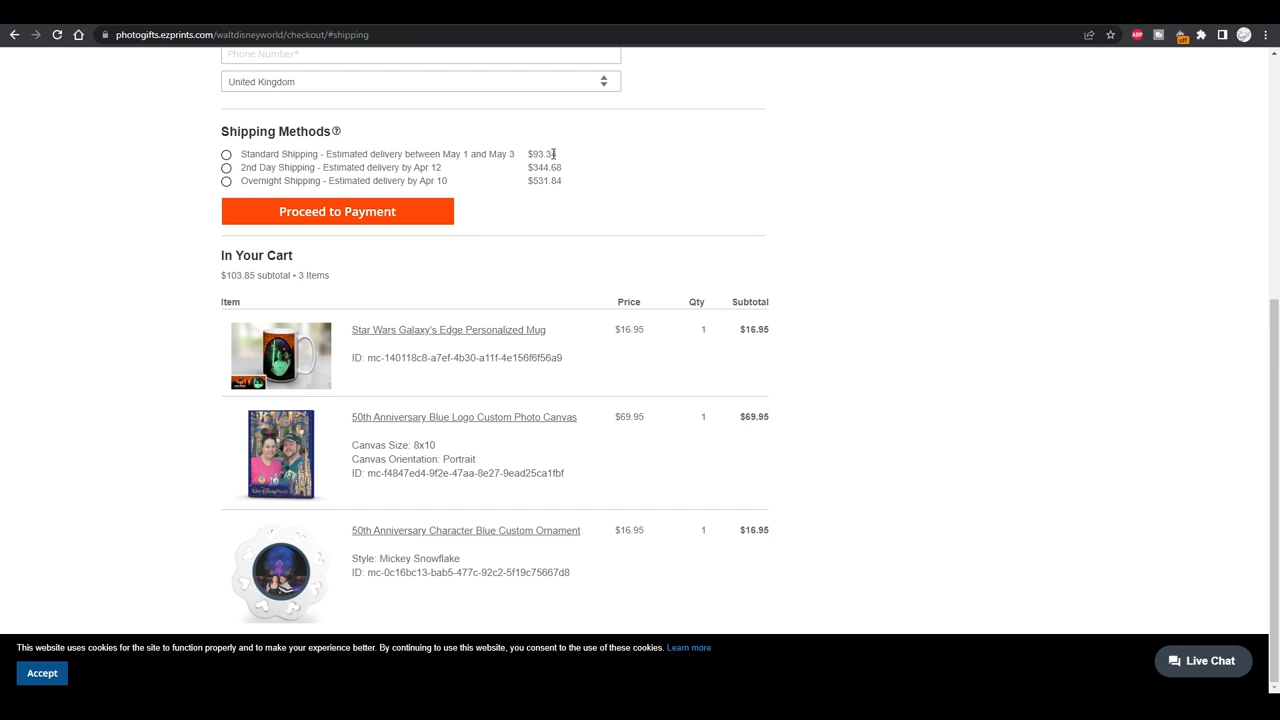 photogifts.ezprints.com/waltdisneyworld/checkout/#shipping
ABP
off
Phone Number*
United Kingdom
Shipping Methods
Standard Shipping - Estimated delivery between May 1 and May 3
2nd Day Shipping - Estimated delivery by Apr 12 $344.68
Overnight Shipping - Estimated delivery by Apr 10 $531.84
Proceed to Payment
In Your Cart
$103.85 subtotal • 3 Items
Item Price Qty Subtotal
Star Wars Galaxy's Edge Personalized Mug $16.95 1 $16.95
ID: mc-140118c8-a7ef-4b30-a11f-4e156f6f56a9
50th Anniversary Blue Logo Custom Photo Canvas $69.95 1 $69.95
Canvas Size: 8x10
Canvas Orientation: Portrait
ID: mc-f4847ed4-9f2e-47aa-8e27-9ead25ca1fbf
50th Anniversary Character Blue Custom Ornament $16.95 1 $16.95
Style: Mickey Snowflake
ID: mc-0c16bc13-bab5-477c-92c2-5f19c75667d8
This website uses cookies for the site to function properly and to make your experience better. By continuing to use this website, you consent to the use of these cookies. Learn more
Accept
Live Chat